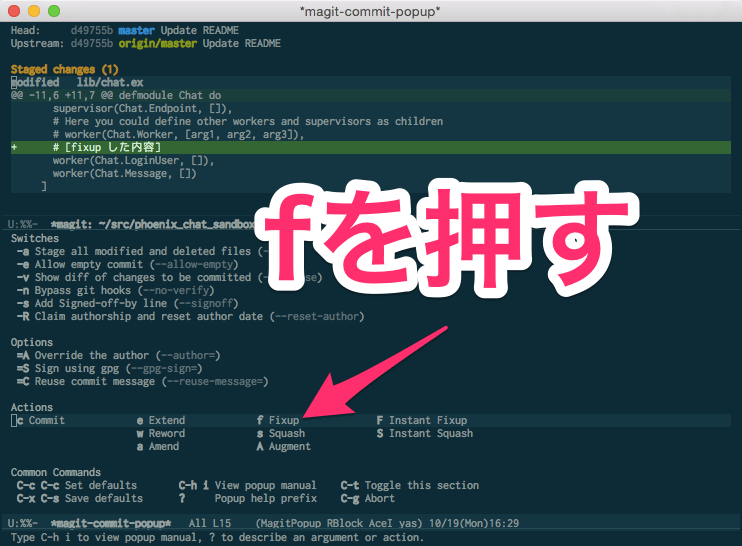 *magit-commit-popup*
Head:     d49755b master Update README
Upstream: d49755b origin/master Update README
Staged changes (1)
modified   lib/chat.ex
@@ -11,6 +11,7 @@ defmodule Chat do
       supervisor(Chat.Endpoint, []),
       # Here you could define other workers and supervisors as children
       # worker(Chat.Worker, [arg1, arg2, arg3]),
+      # [fixup した内容]
       worker(Chat.LoginUser, []),
       worker(Chat.Message, [])
     ]
fを押す
U:%%-  *magit: ~/src/phoenix_chat_sandbox
Switches
 -a Stage all modified and deleted files (
 -e Allow empty commit (--allow-empty)
 -v Show diff of changes to be committed (
 -n Bypass git hooks (--no-verify)
 -s Add Signed-off-by line (--signoff)
 -R Claim authorship and reset author date (--reset-author)
Options
 =A Override the author (--author=)
 =S Sign using gpg (--gpg-sign=)
 =C Reuse commit message (--reuse-message=)
Actions
 c Commit           e Extend           f Fixup            F Instant Fixup
                    w Reword           s Squash           S Instant Squash
                    a Amend            A Augment
Common Commands
 C-c C-c Set defaults      C-h i View popup manual    C-t Toggle this section
 C-x C-s Save defaults     ?     Popup help prefix    C-g Abort
U:%%-  *magit-commit-popup*   All L15    (MagitPopup RBlock AceI yas) 10/19(Mon)16:29
Type C-h i to view popup manual, ? to describe an argument or action.